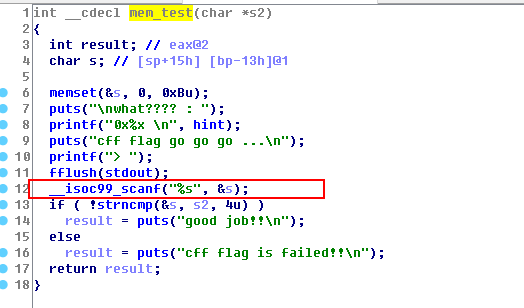 1 int __cdecl mem_test(char *s2)
2 {
3 int result; // eax@2
4 char s; // [sp+15h] [bp-13h]@1
5
6 memset(&s, 0, 0xBu);
7 puts("\nwhat???? : ");
8 printf("0x%x \n", hint);
9 puts("cff flag go go go ...\n");
10 printf("> ");
11 fflush(stdout);
12 __isoc99_scanf("%s", &s);
13 if ( !strncmp(&s, s2, 4u) )
14 result = puts("good job!!\n");
15 else
16 result = puts("cff flag is failed!!\n");
17 return result;
18 }